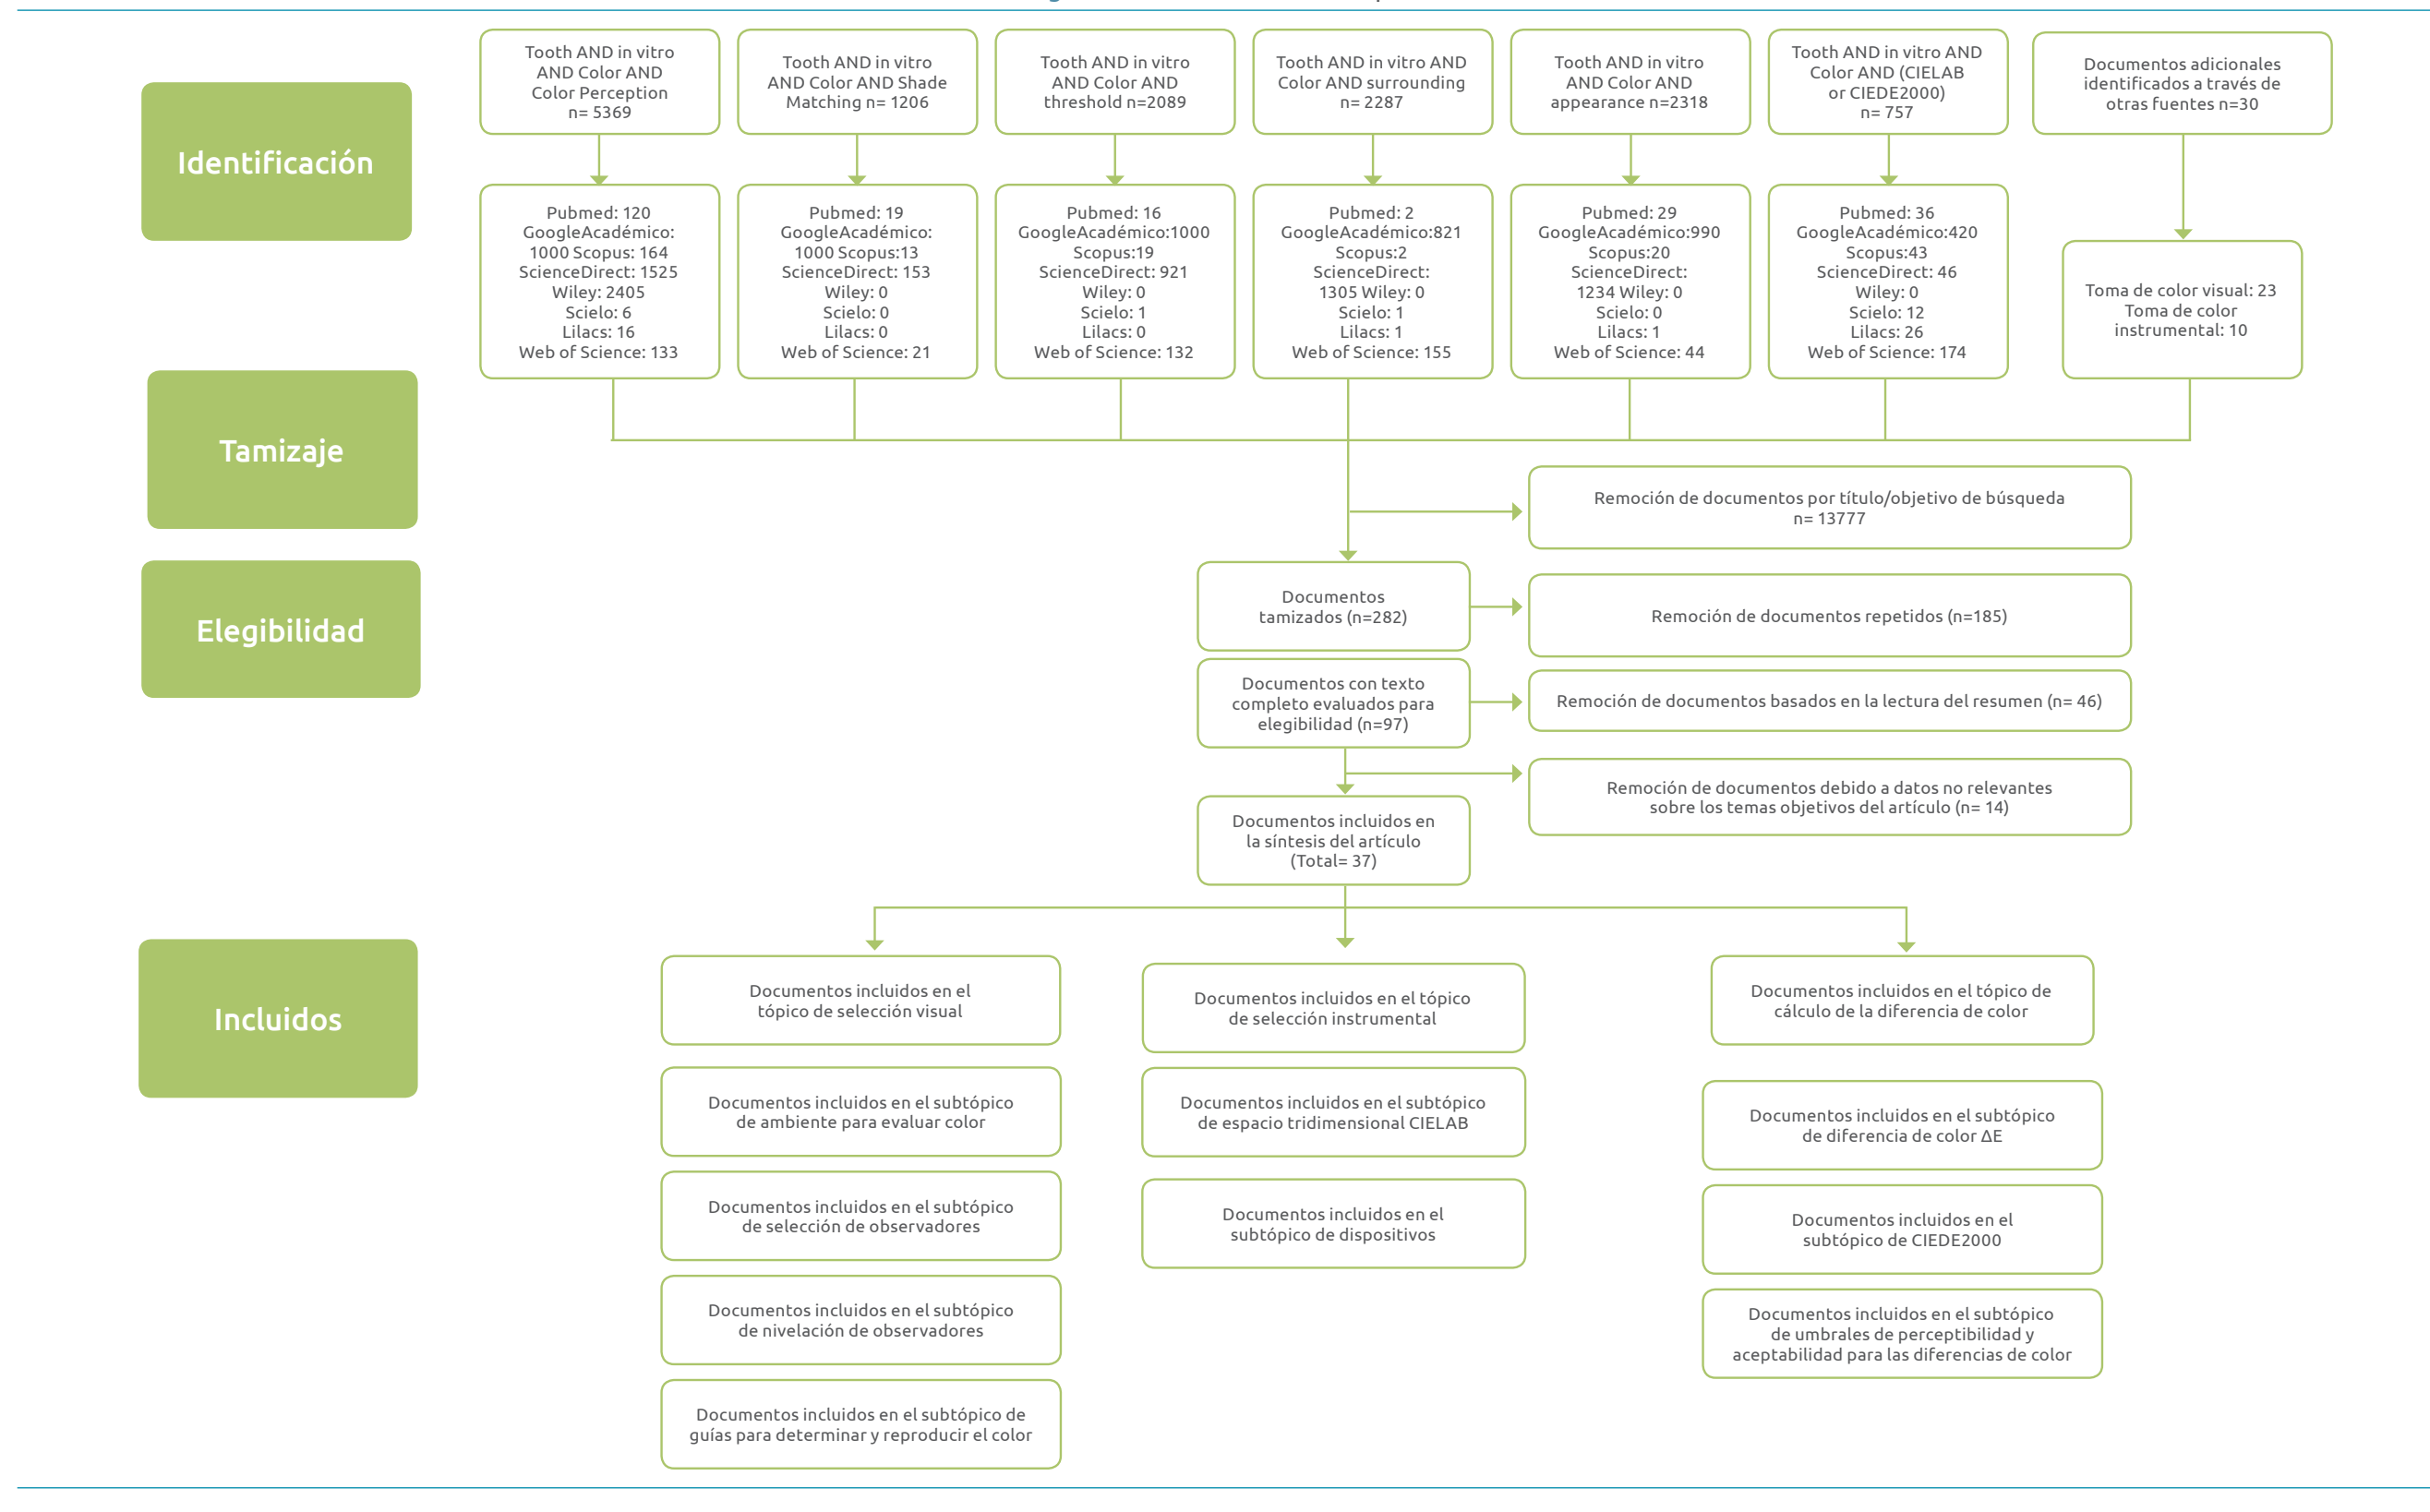 Identificación
Tooth AND in vitro
AND Color AND
Color Perception
n= 5369
Tooth AND in vitro
AND Color AND Shade
Matching n= 1206
Tooth AND in vitro
AND Color AND
threshold n=2089
Tooth AND in vitro AND
Color AND surrounding
n= 2287
Tooth AND in vitro
AND Color AND
appearance n=2318
Tooth AND in vitro AND
Color AND (CIELAB
or CIEDE2000)
n= 757
Documentos adicionales
identificados a través de
otras fuentes n=30
Pubmed: 120
GoogleAcadémico:
1000 Scopus: 164
ScienceDirect: 1525
Wiley: 2405
Scielo: 6
Lilacs: 16
Web of Science: 133
Pubmed: 19
GoogleAcadémico:
1000 Scopus:13
ScienceDirect: 153
Wiley: 0
Scielo: 0
Lilacs: 0
Web of Science: 21
Pubmed: 16
GoogleAcadémico:1000
Scopus:19
ScienceDirect: 921
Wiley: 0
Scielo: 1
Lilacs: 0
Web of Science: 132
Pubmed: 2
GoogleAcadémico:821
Scopus:2
ScienceDirect:
1305 Wiley: 0
Scielo: 1
Lilacs: 1
Web of Science: 155
Pubmed: 29
GoogleAcadémico:990
Scopus:20
ScienceDirect:
1234 Wiley: 0
Scielo: 0
Lilacs: 1
Web of Science: 44
Pubmed: 36
GoogleAcadémico:420
Scopus:43
ScienceDirect: 46
Wiley: 0
Scielo: 12
Lilacs: 26
Web of Science: 174
Toma de color visual: 23
Toma de color
instrumental: 10
Tamizaje
Remoción de documentos por título/objetivo de búsqueda
n= 13777
Elegibilidad
Documentos
tamizados (n=282)
Remoción de documentos repetidos (n=185)
Documentos con texto
completo evaluados para
elegibilidad (n=97)
Remoción de documentos basados en la lectura del resumen (n= 46)
Remoción de documentos debido a datos no relevantes
sobre los temas objetivos del artículo (n= 14)
Documentos incluidos en
la síntesis del artículo
(Total= 37)
Incluidos
Documentos incluidos en el
tópico de selección visual
Documentos incluidos en el subtópico
de ambiente para evaluar color
Documentos incluidos en el subtópico
de selección de observadores
Documentos incluidos en el subtópico
de nivelación de observadores
Documentos incluidos en el subtópico de
guías para determinar y reproducir el color
Documentos incluidos en el tópico
de selección instrumental
Documentos incluidos en el subtópico
de espacio tridimensional CIELAB
Documentos incluidos en el
subtópico de dispositivos
Documentos incluidos en el tópico de
cálculo de la diferencia de color
Documentos incluidos en el subtópico
de diferencia de color ΔE
Documentos incluidos en el
subtópico de CIEDE2000
Documentos incluidos en el subtópico
de umbrales de perceptibilidad y
aceptabilidad para las diferencias de color